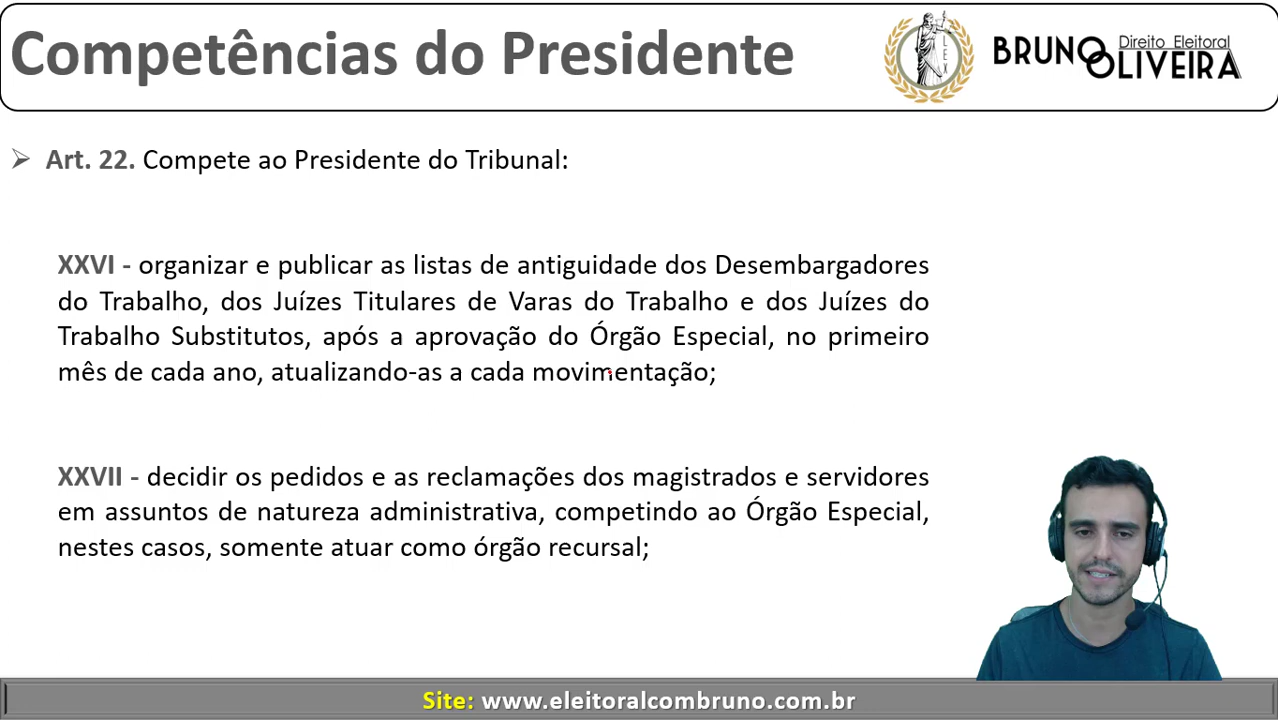 Competências do Presidente
LEX
BRUNO OLIVEIRA
Direito Eleitoral
➢ Art. 22. Compete ao Presidente do Tribunal:
XXVI - organizar e publicar as listas de antiguidade dos Desembargadores
do Trabalho, dos Juízes Titulares de Varas do Trabalho e dos Juízes do
Trabalho Substitutos, após a aprovação do Órgão Especial, no primeiro
mês de cada ano, atualizando-as a cada movimentação;
XXVII - decidir os pedidos e as reclamações dos magistrados e servidores
em assuntos de natureza administrativa, competindo ao Órgão Especial,
nestes casos, somente atuar como órgão recursal;
Site: www.eleitoralcombruno.com.br